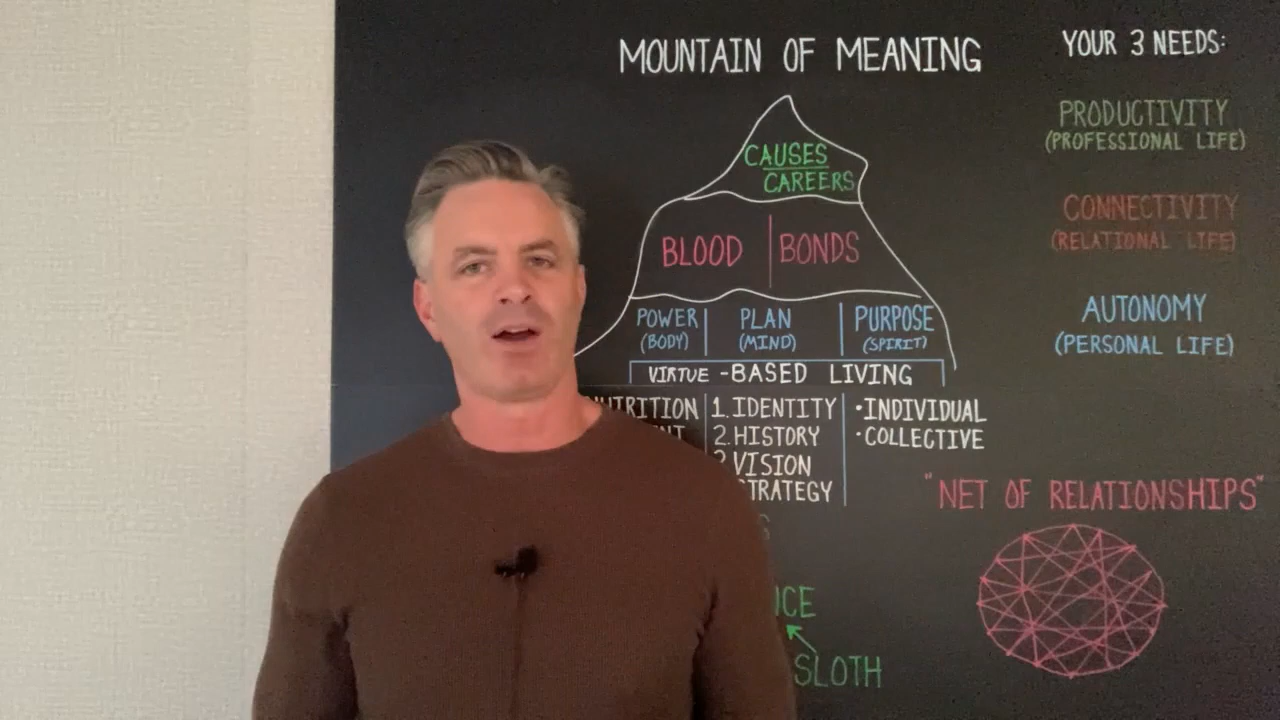 MOUNTAIN OF MEANING
CAUSES
CAREERS
BLOOD | BONDS
POWER
(BODY)
PLAN
(MIND)
PURPOSE
(SPIRIT)
VIRTUE -BASED LIVING
1. IDENTITY
2. HISTORY
VISION
•INDIVIDUAL
•COLLECTIVE
SLOTH
YOUR 3 NEEDS:
PRODUCTIVITY
(PROFESSIONAL LIFE)
CONNECTIVITY
(RELATIONAL LIFE)
AUTONOMY
(PERSONAL LIFE)
"NET OF RELATIONSHIPS"